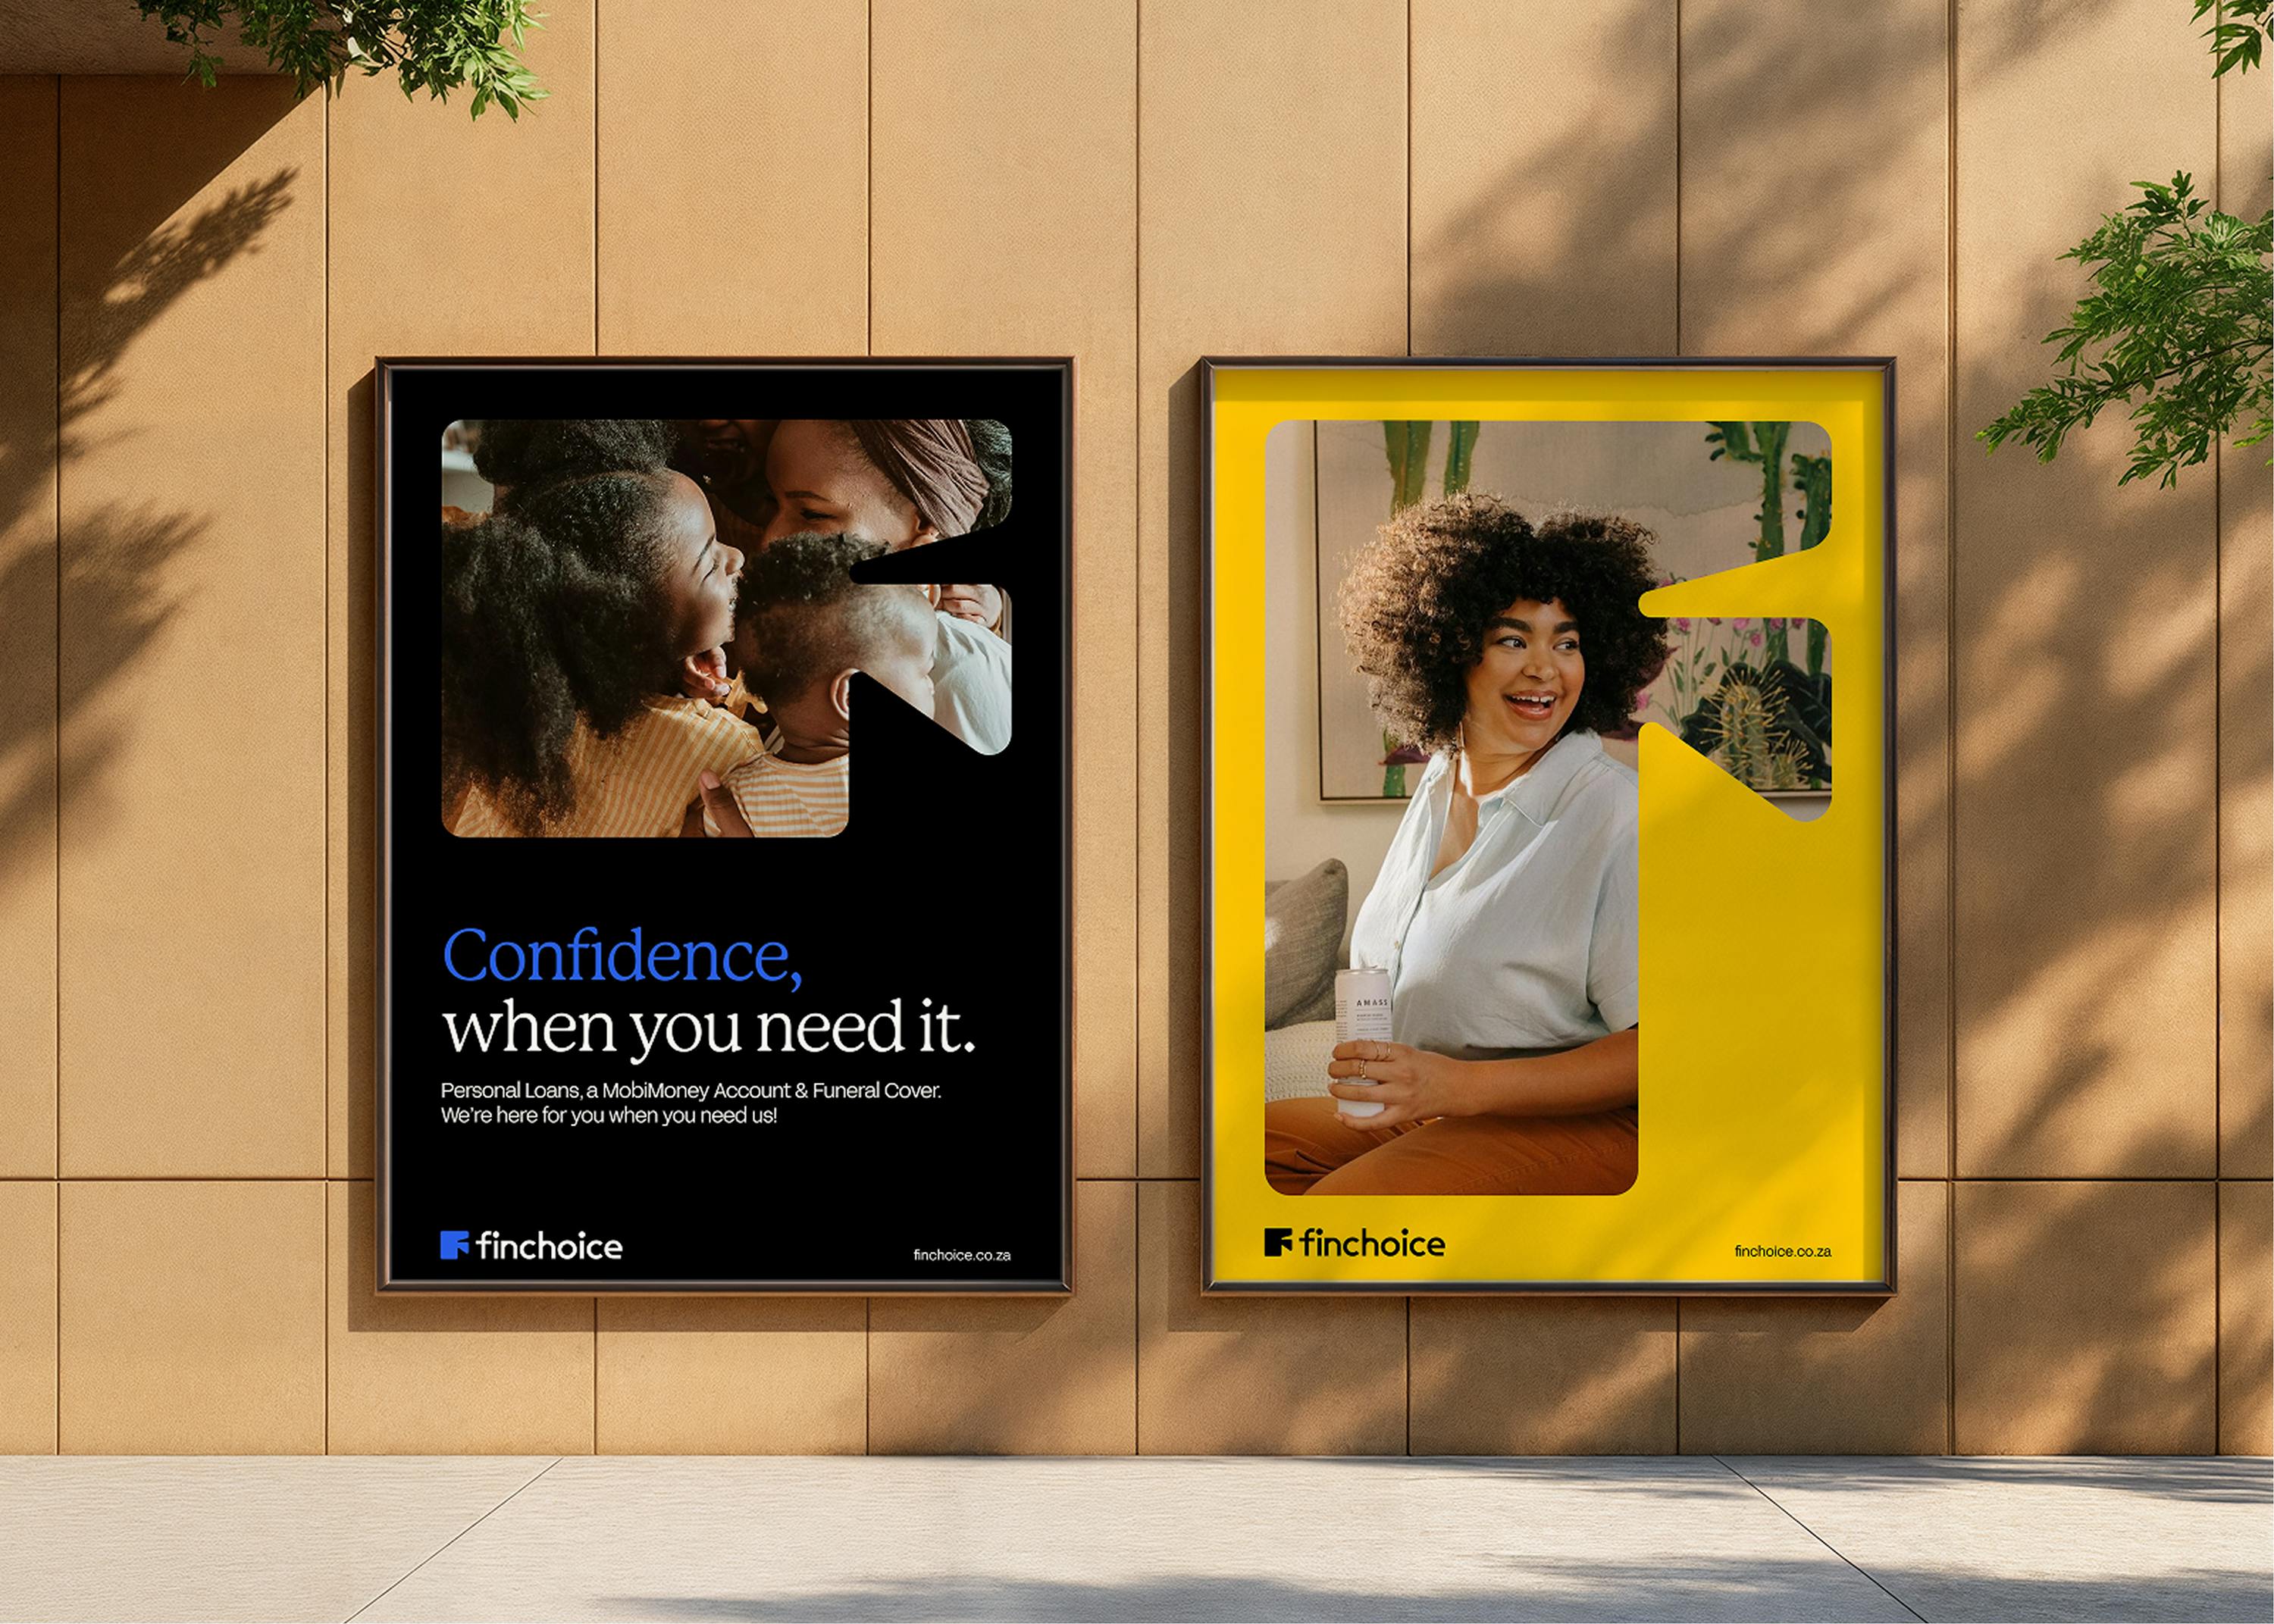 Confidence,
when you need it.
Personal Loans, a MobiMoney Account & Funeral Cover.
We're here for you when you need us!
finchoice
finchoice.co.za
AMASS
finchoice
finchoice.co.za